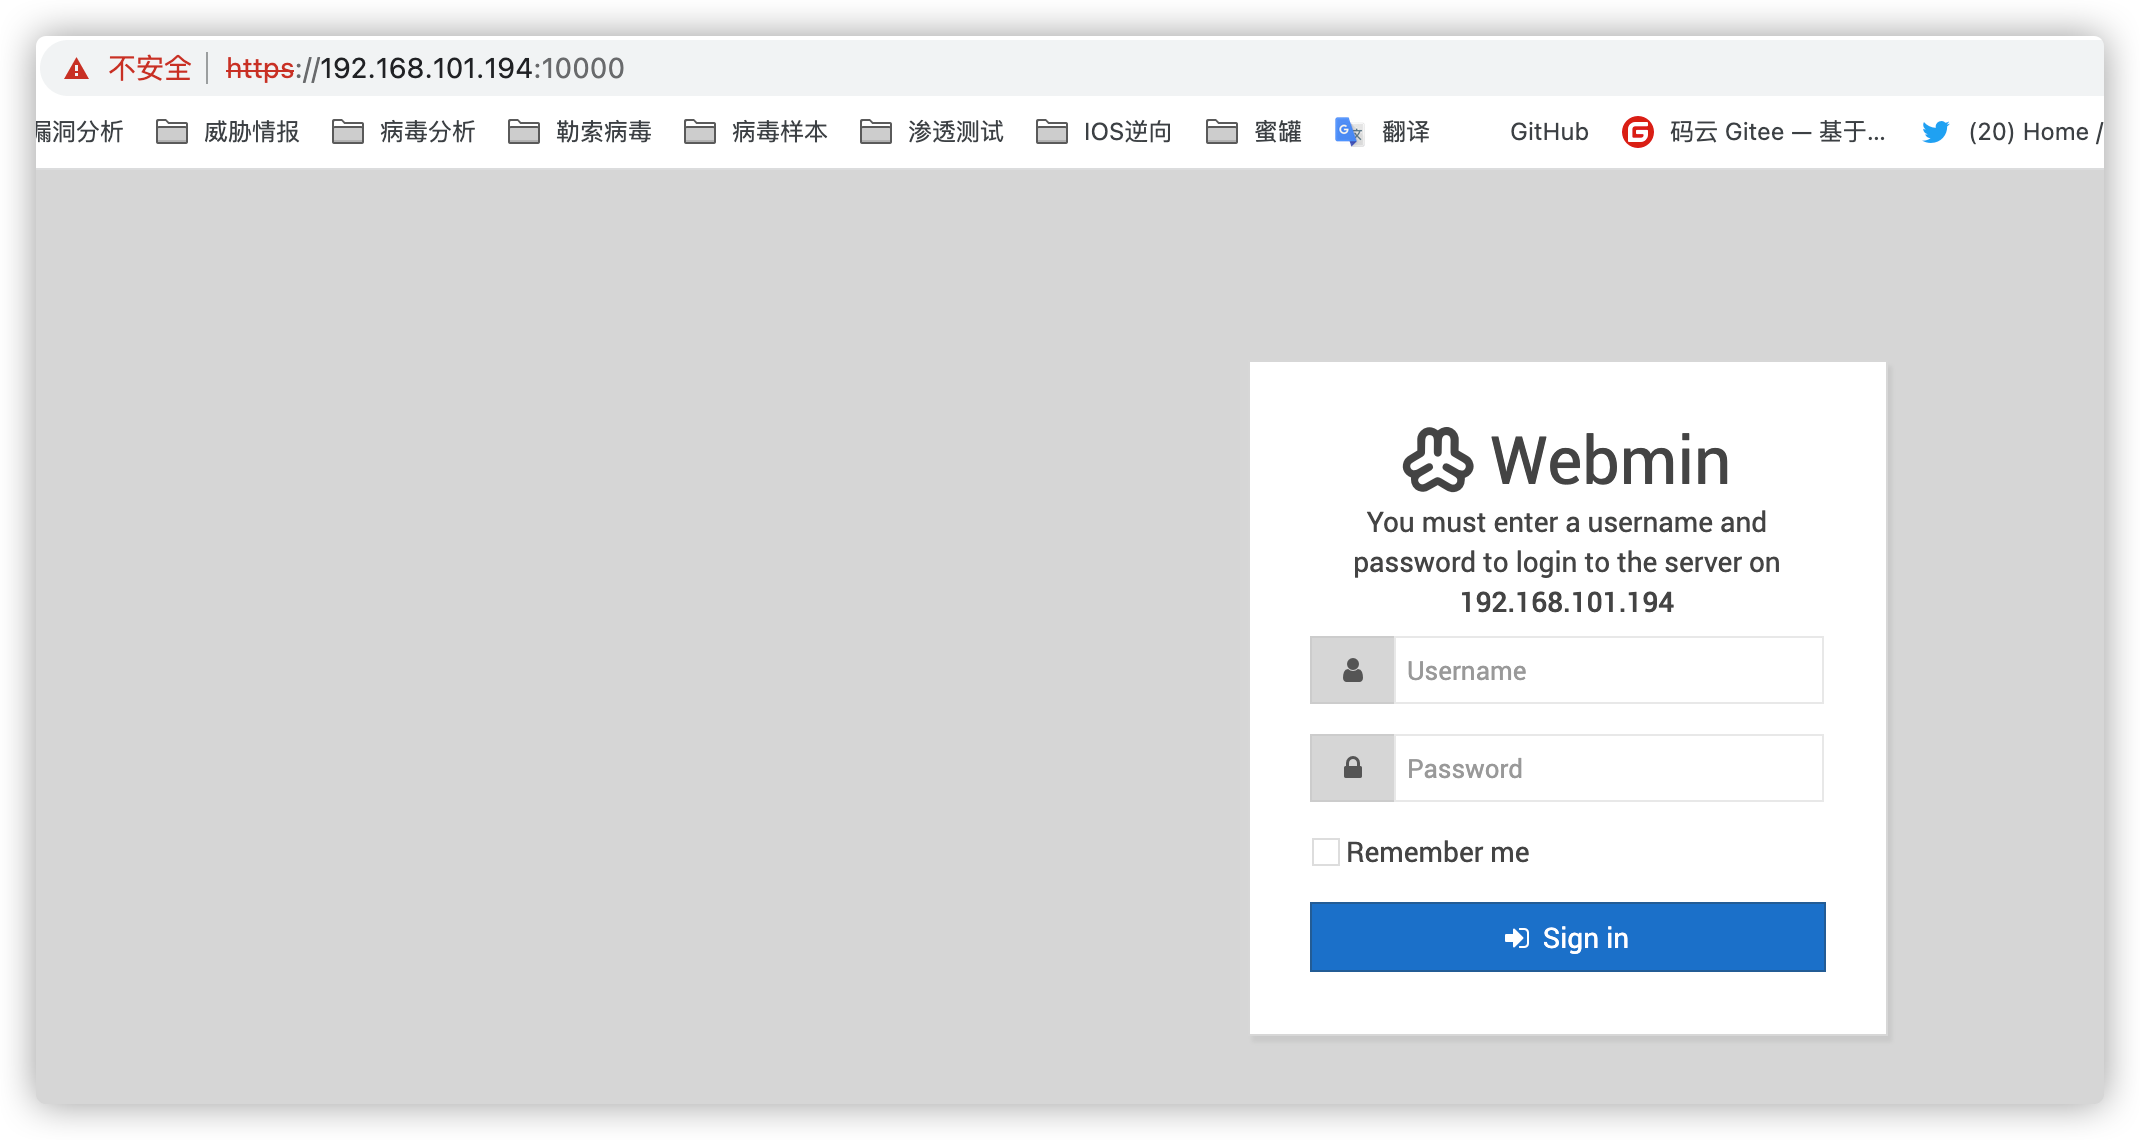 不安全 https://192.168.101.194:10000
漏洞分析 威胁情报 病毒分析 勒索病毒 病毒样本 渗透测试 IOS逆向 蜜罐 翻译 GitHub 码云 Gitee — 基于... (20) Home /
Webmin
You must enter a username and
password to login to the server on
192.168.101.194
Username
Password
Remember me
Sign in